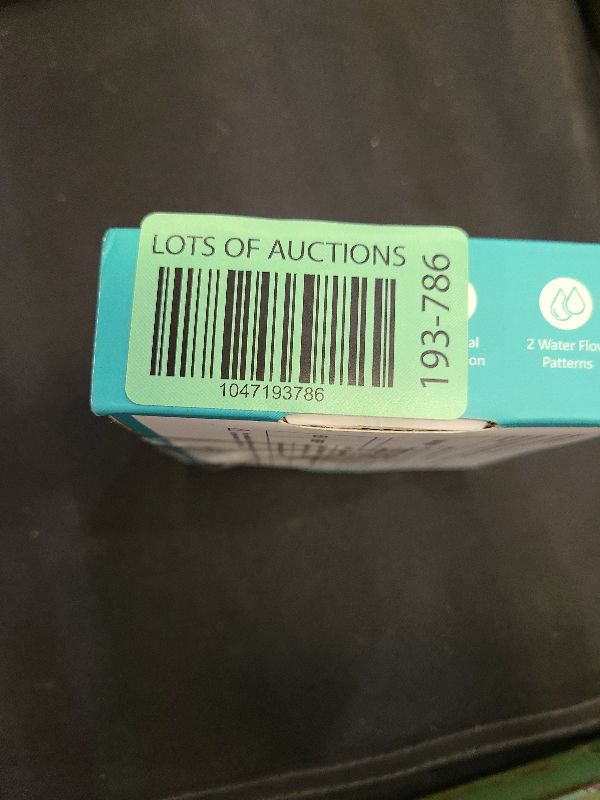 LOTS OF AUCTIONS
1047193786
193-786
2 Water Flow
Patterns